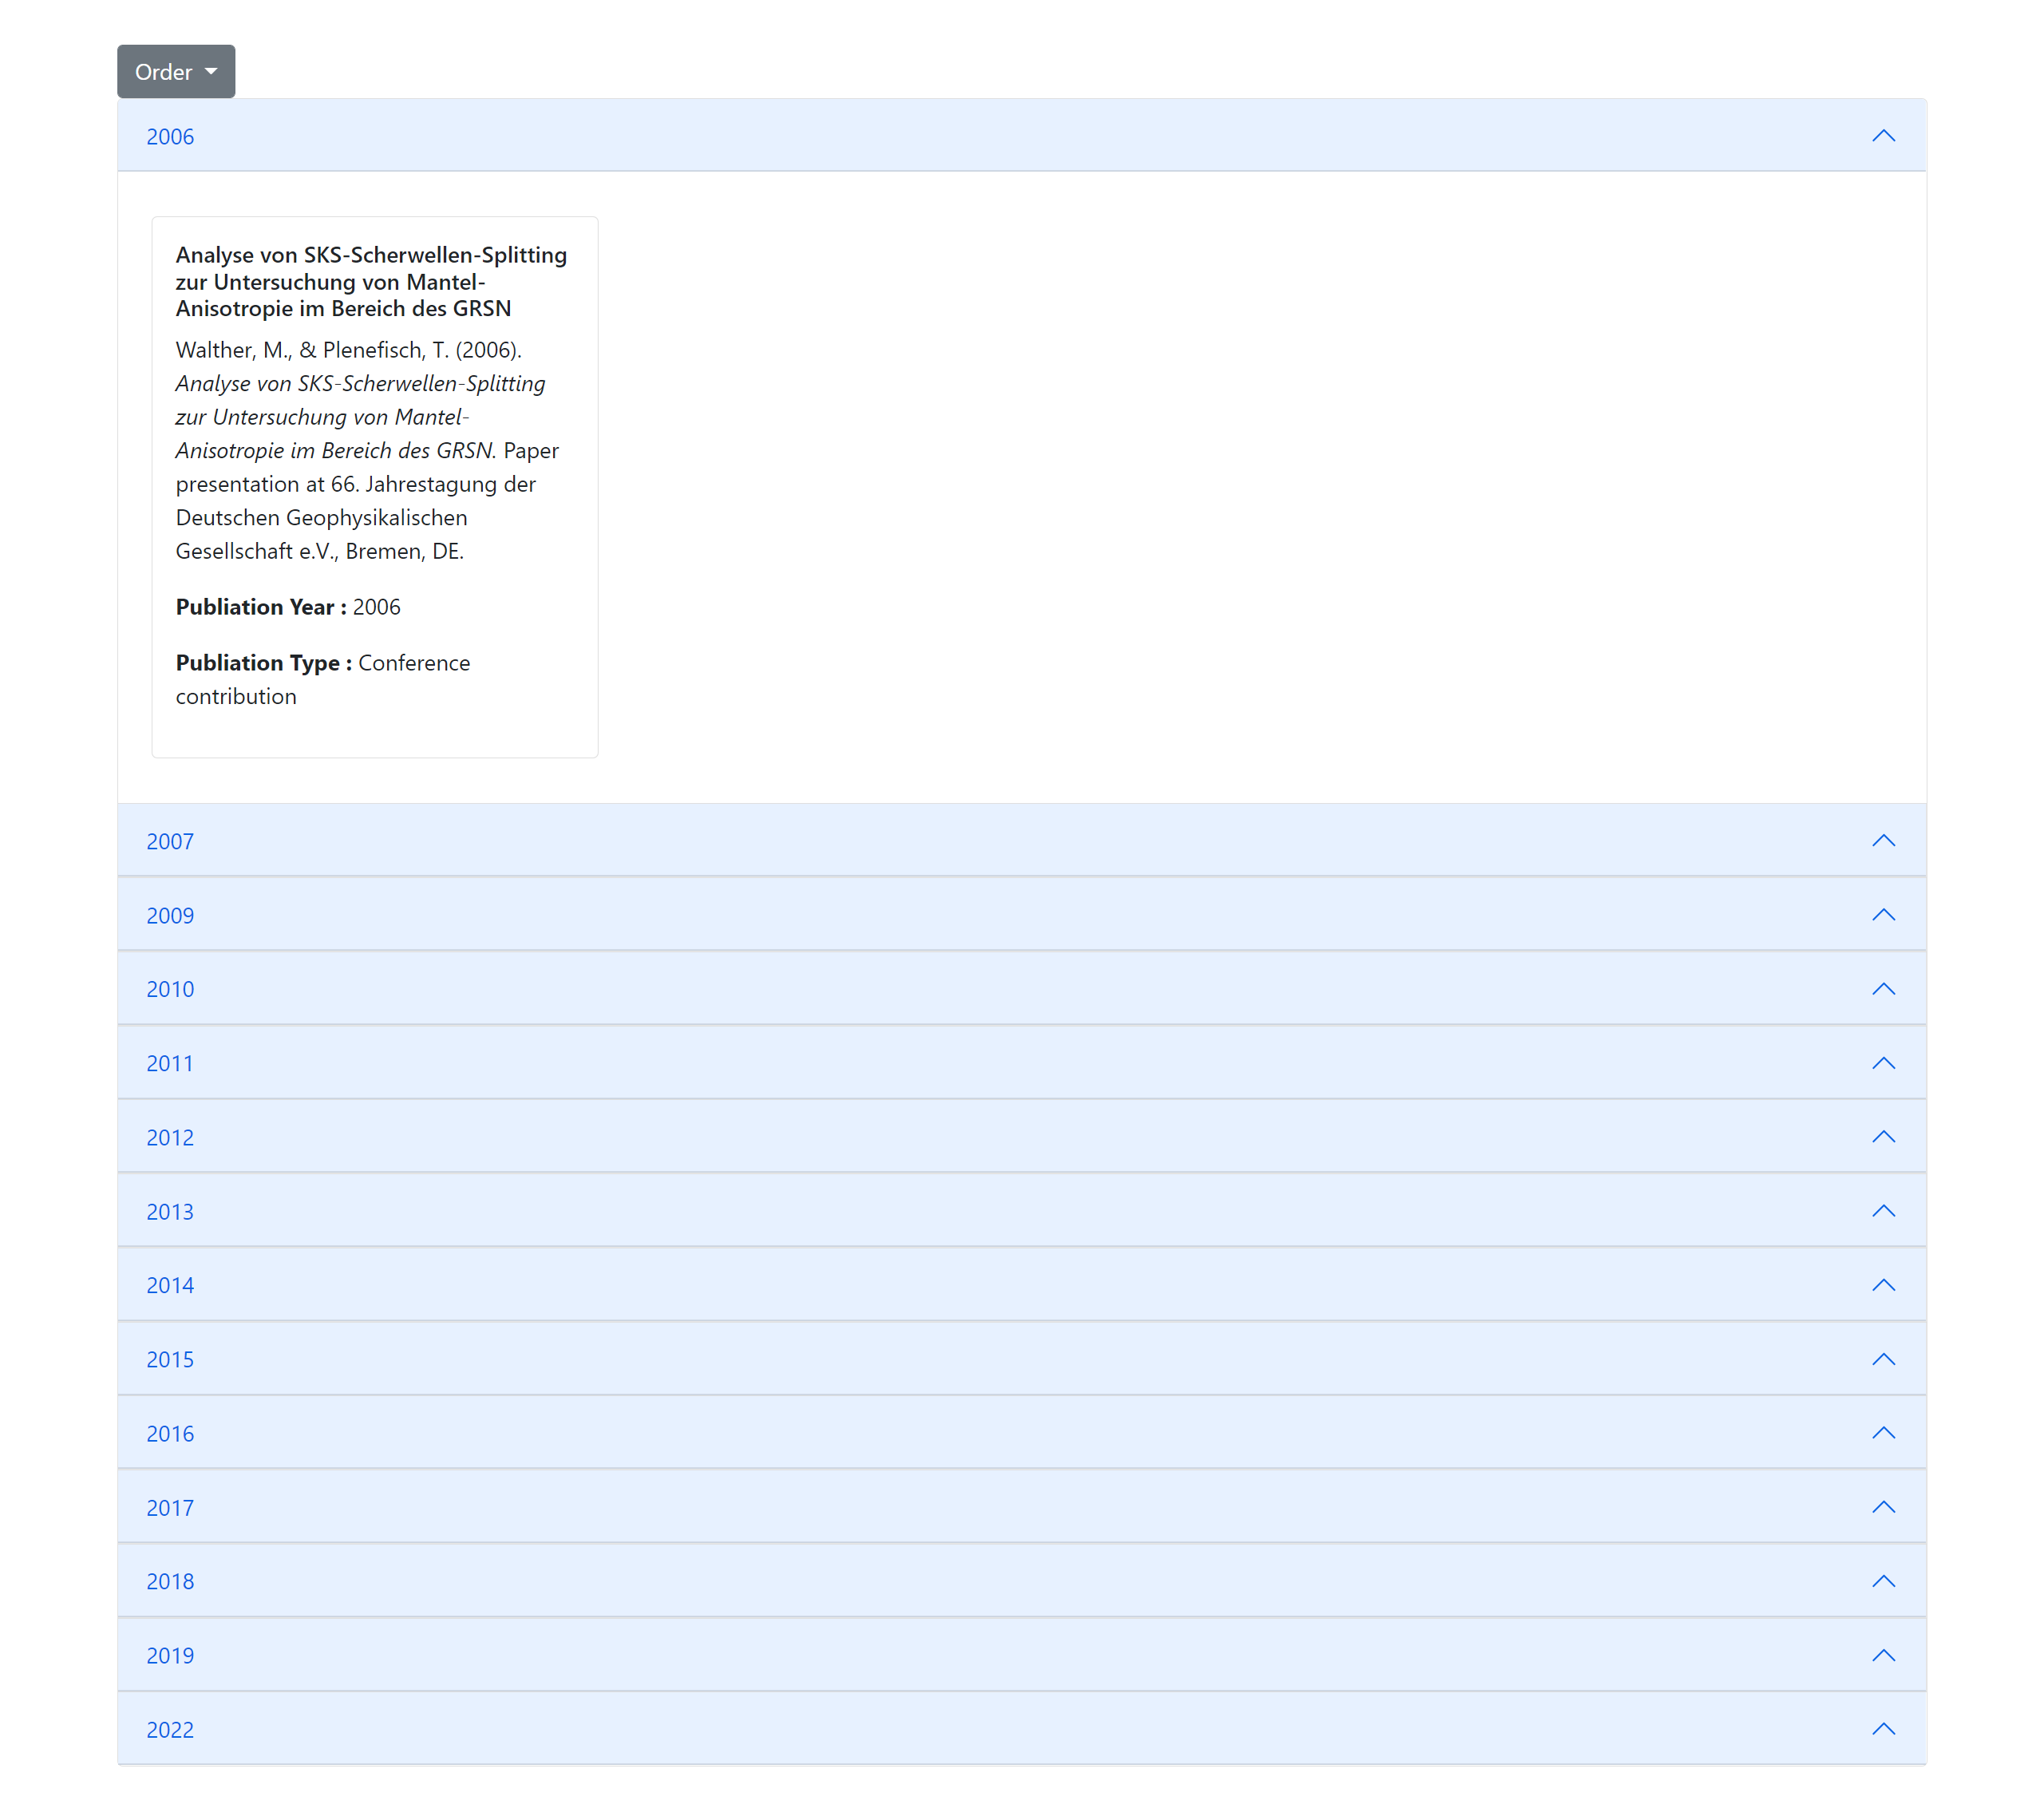 Order
2006
Analyse von SKS-Scherwellen-Splitting
zur Untersuchung von Mantel-
Anisotropie im Bereich des GRSN
Walther, M., & Plenefisch, T. (2006).
Analyse von SKS-Scherwellen-Splitting
zur Untersuchung von Mantel-
Anisotropie im Bereich des GRSN. Paper
presentation at 66. Jahrestagung der
Deutschen Geophysikalischen
Gesellschaft e.V., Bremen, DE.
Publiation Year : 2006
Publiation Type : Conference
contribution
2007
2009
2010
2011
2012
2013
2014
2015
2016
2017
2018
2019
2022